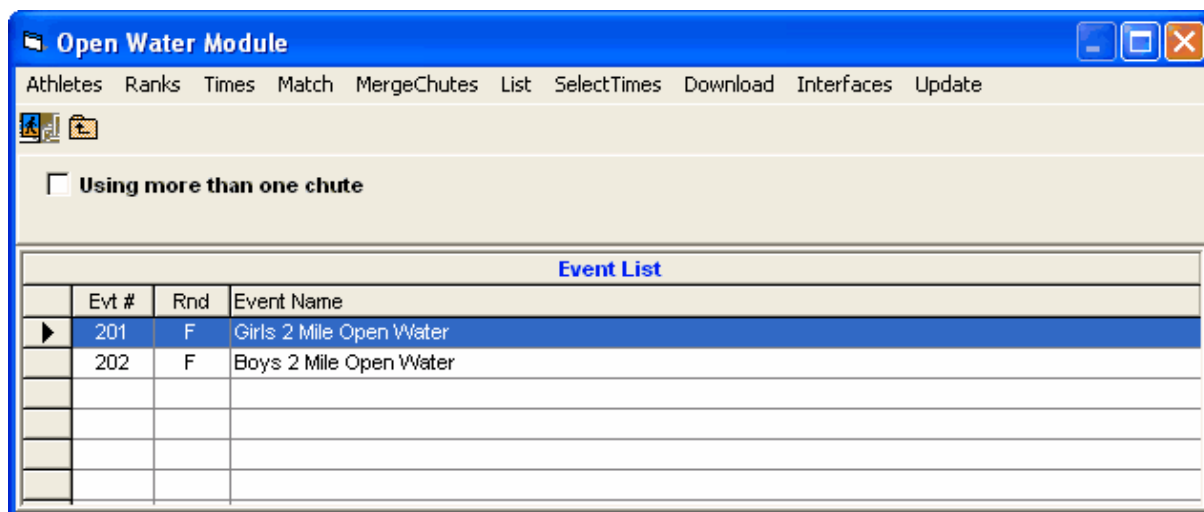 Open Water Module
Athletes Ranks Times Match MergeChutes List SelectTimes Download Interfaces Update
Using more than one chute
Event List
Evt # Rnd Event Name
201 F Girls 2 Mile Open Water
202 F Boys 2 Mile Open Water